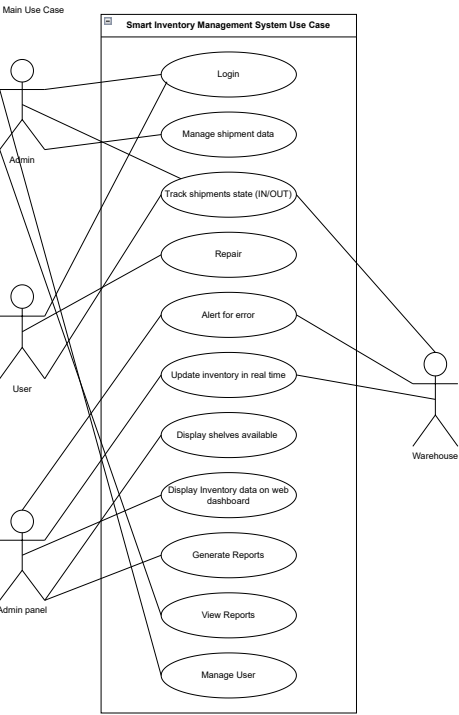 Main Use Case
Smart Inventory Management System Use Case
Login
Manage shipment data
Admin
Track shipments state (IN/OUT)
Repair
Alert for error
User
Update inventory in real time
Display shelves available
Warehouse
Display Inventory data on web
dashboard
Generate Reports
Admin panel
View Reports
Manage User